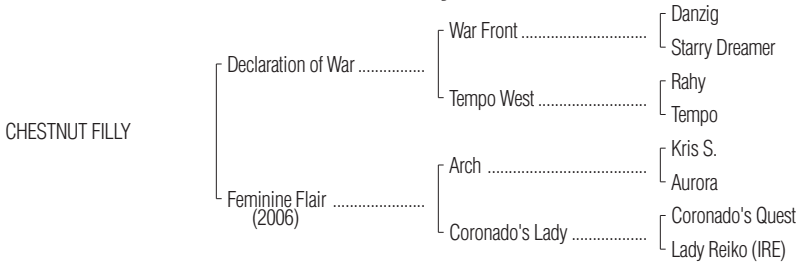 Danzig
War Front ..............................
Starry Dreamer
Declaration of War ................
Rahy
Tempo West ..........................
Tempo
CHESTNUT FILLY
Kris S.
Arch ......................................
Aurora
Feminine Flair ......................
(2006)
Coronado's Quest
Coronado's Lady ..................
Lady Reiko (IRE)